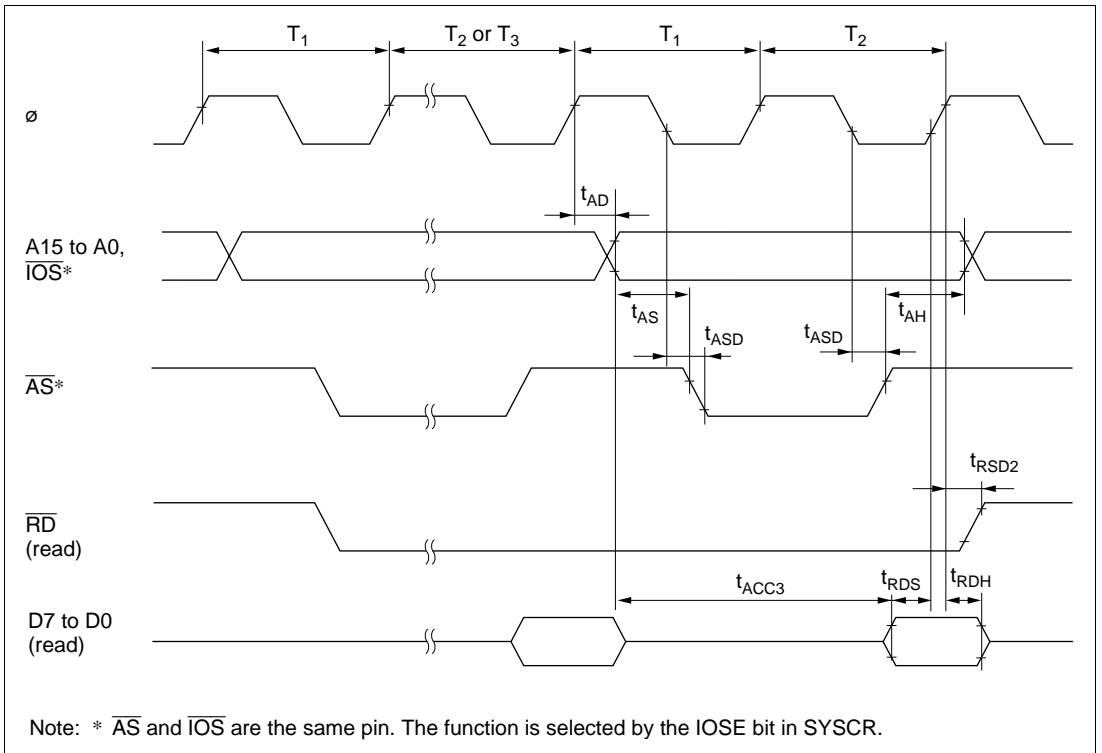 T1 T2 or T3 T1 T2
ø
tAD
A15 to A0,
IOS*
tAS tAH
tASD tASD
AS*
tRSD2
RD
(read)
tACC3 tRDS tRDH
D7 to D0
(read)
Note: * AS and IOS are the same pin. The function is selected by the IOSE bit in SYSCR.